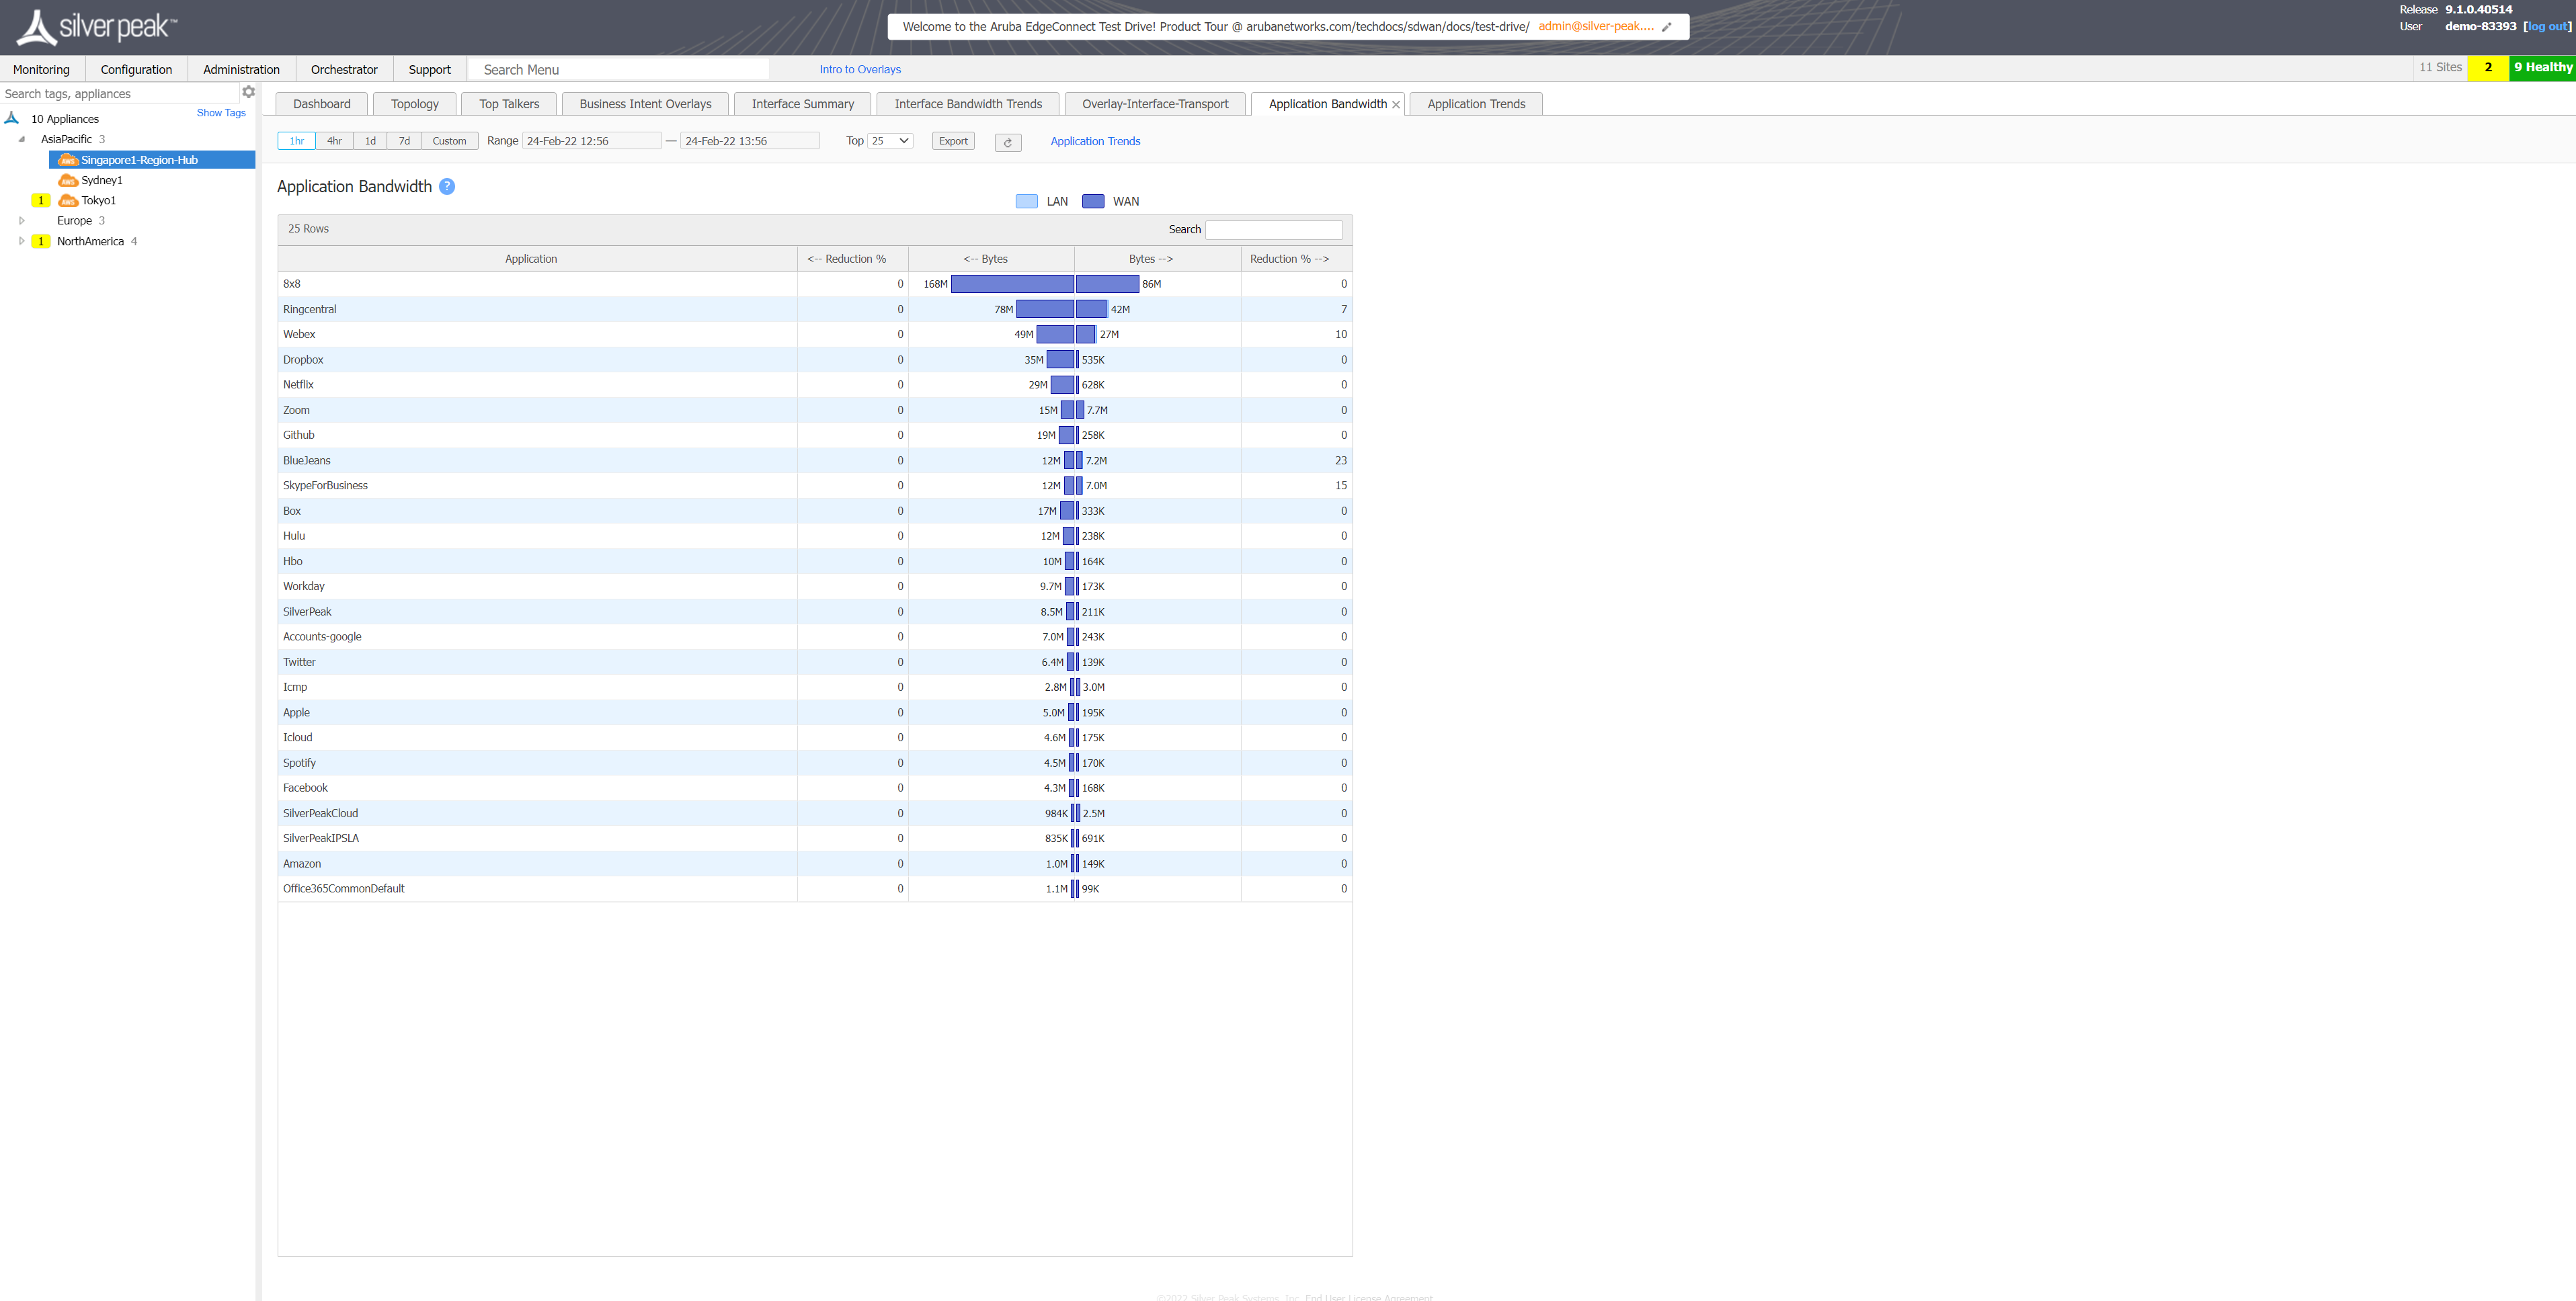 silver peak™
Welcome to the Aruba EdgeConnect Test Drive! Product Tour @ arubanetworks.com/techdocs/sdwan/docs/test-drive/ admin@silver-peak....
Release 9.1.0.40514
User demo-83393 [log out]
Monitoring Configuration Administration Orchestrator Support Search Menu Intro to Overlays 11 Sites 2 9 Healthy
Search tags, appliances
Show Tags
10 Appliances
AsiaPacific 3
aws Singapore1-Region-Hub
aws Sydney1
1 aws Tokyo1
Europe 3
1 NorthAmerica 4
Dashboard Topology Top Talkers Business Intent Overlays Interface Summary Interface Bandwidth Trends Overlay-Interface-Transport Application Bandwidth Application Trends
1hr 4hr 1d 7d Custom Range 24-Feb-22 12:56 — 24-Feb-22 13:56 Top 25 Export Application Trends
Application Bandwidth ?
LAN WAN
25 Rows Search
Application <-- Reduction % <-- Bytes Bytes --> Reduction % -->
8x8 0 168M 86M 0
Ringcentral 0 78M 42M 7
Webex 0 49M 27M 10
Dropbox 0 35M 535K 0
Netflix 0 29M 628K 0
Zoom 0 15M 7.7M 0
Github 0 19M 258K 0
BlueJeans 0 12M 7.2M 23
SkypeForBusiness 0 12M 7.0M 15
Box 0 17M 333K 0
Hulu 0 12M 238K 0
Hbo 0 10M 164K 0
Workday 0 9.7M 173K 0
SilverPeak 0 8.5M 211K 0
Accounts-google 0 7.0M 243K 0
Twitter 0 6.4M 139K 0
Icmp 0 2.8M 3.0M 0
Apple 0 5.0M 195K 0
Icloud 0 4.6M 175K 0
Spotify 0 4.5M 170K 0
Facebook 0 4.3M 168K 0
SilverPeakCloud 0 984K 2.5M 0
SilverPeakIPSLA 0 835K 691K 0
Amazon 0 1.0M 149K 0
Office365CommonDefault 0 1.1M 99K 0
©2022 Silver Peak Systems, Inc. End User License Agreement